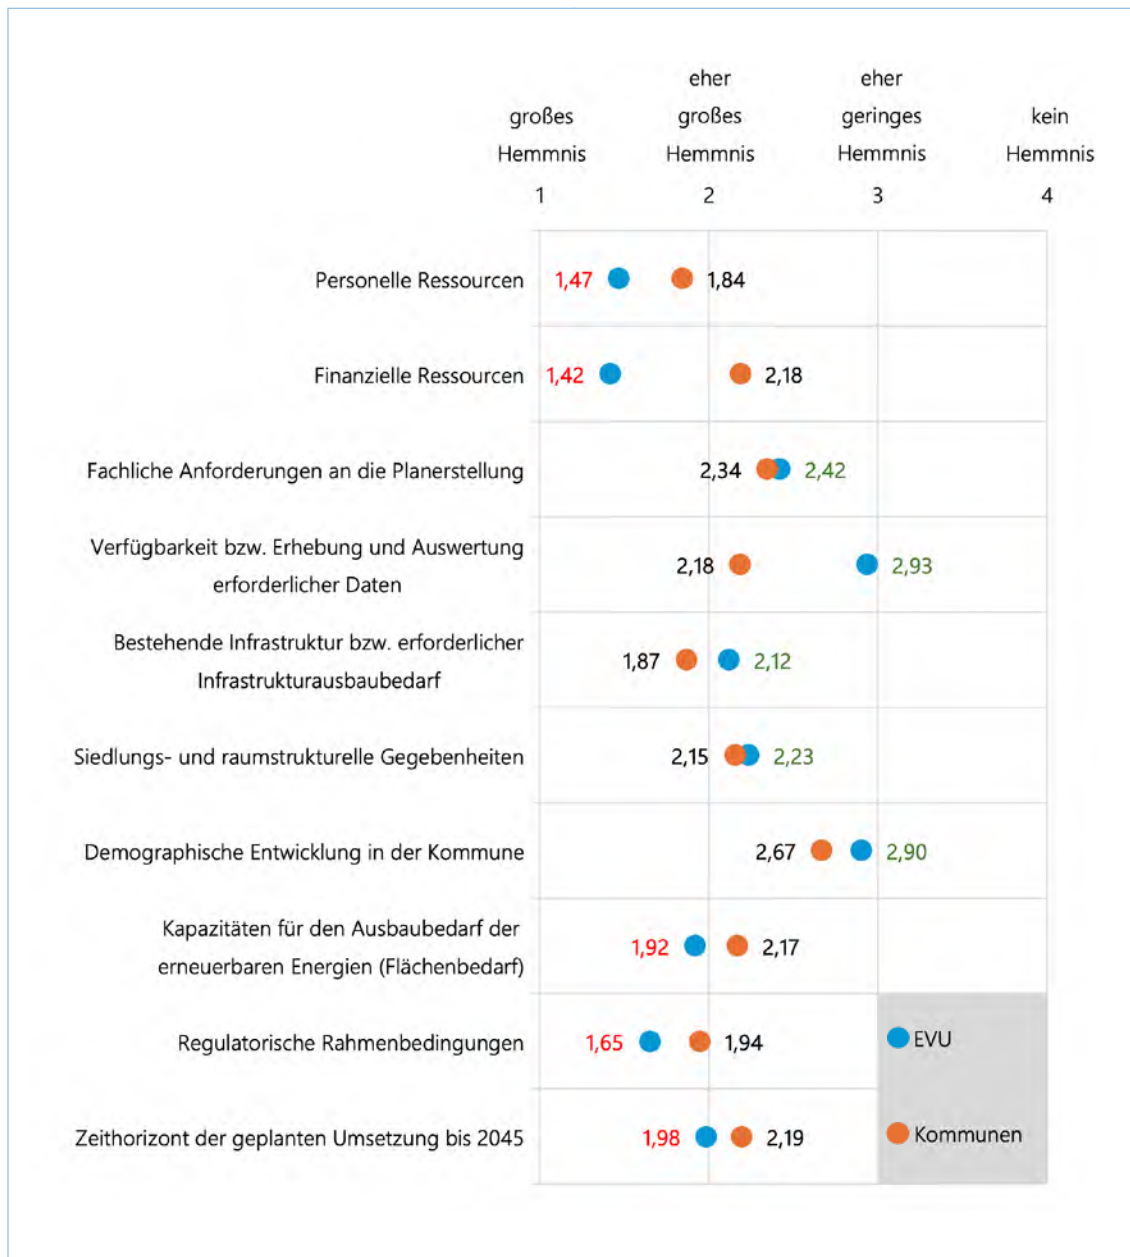 großes
Hemmnis
1
eher
großes
Hemmnis
2
eher
geringes
Hemmnis
3
kein
Hemmnis
4
Personelle Ressourcen 1,47 1,84
Finanzielle Ressourcen 1,42 2,18
Fachliche Anforderungen an die Planerstellung 2,34 2,42
Verfügbarkeit bzw. Erhebung und Auswertung
erforderlicher Daten 2,18 2,93
Bestehende Infrastruktur bzw. erforderlicher
Infrastrukturausbaubedarf 1,87 2,12
Siedlungs- und raumstrukturelle Gegebenheiten 2,15 2,23
Demographische Entwicklung in der Kommune 2,67 2,90
Kapazitäten für den Ausbaubedarf der
erneuerbaren Energien (Flächenbedarf) 1,92 2,17
Regulatorische Rahmenbedingungen 1,65 1,94
Zeithorizont der geplanten Umsetzung bis 2045 1,98 2,19
EVU
Kommunen